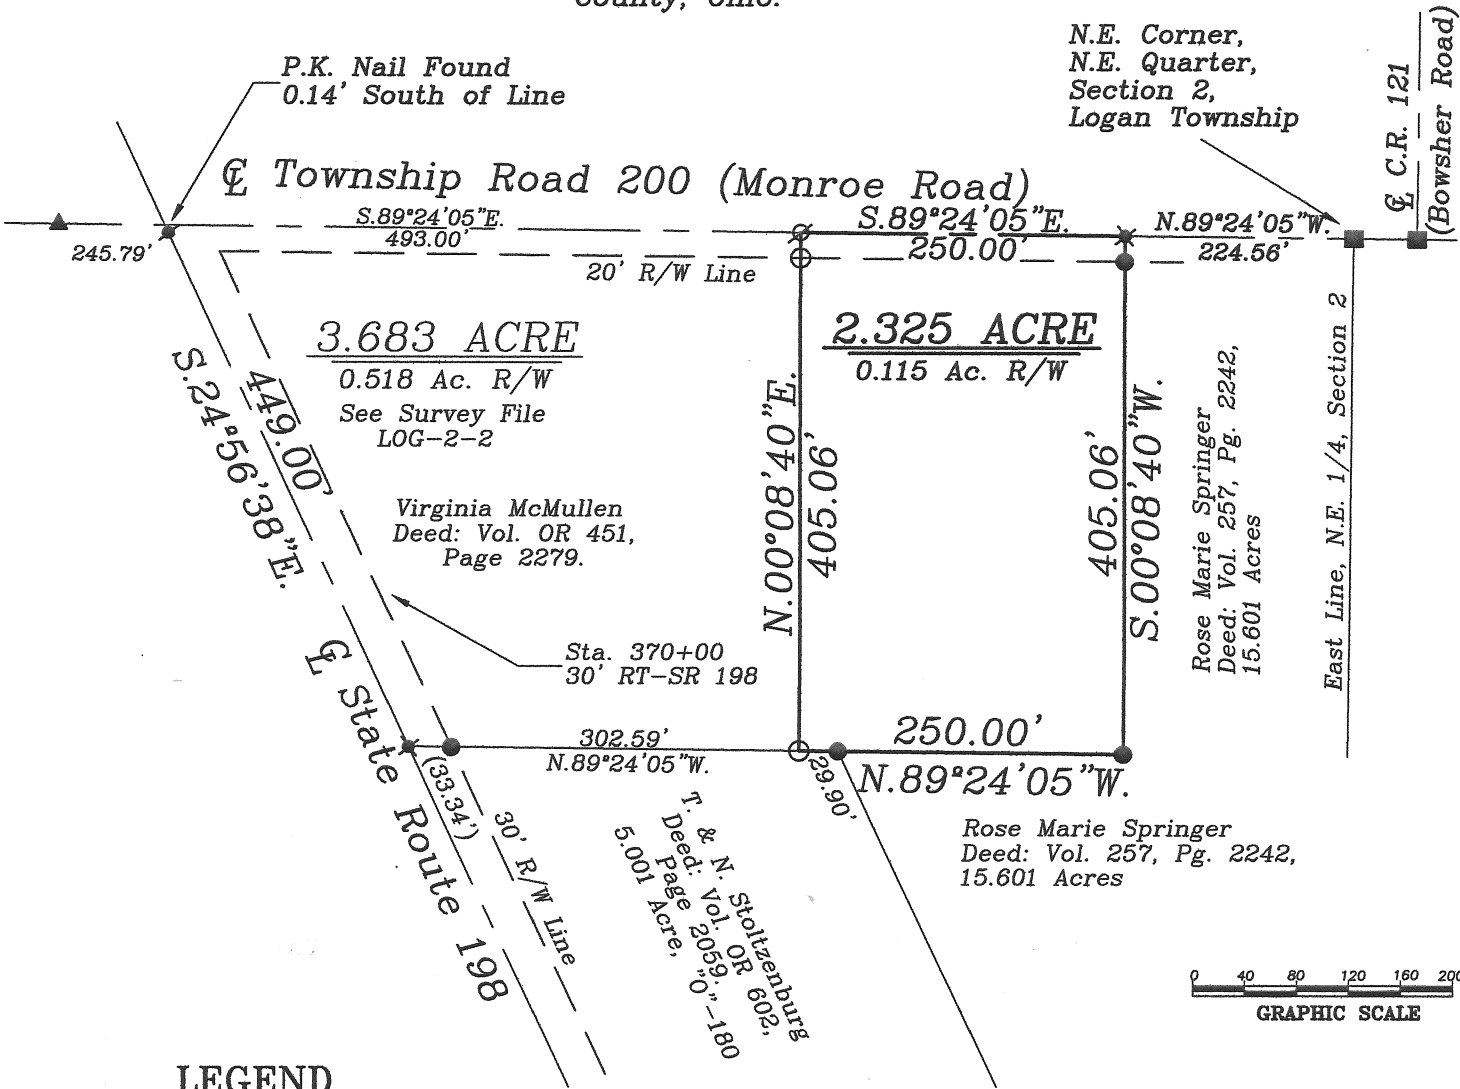 County, Ohio.
P.K. Nail Found
0.14' South of Line
N.E. Corner,
N.E. Quarter,
Section 2,
Logan Township
℄ C.R. 121
(Bowsher Road)
℄ Township Road 200 (Monroe Road)
S.89°24'05"E.
493.00'
S.89°24'05"E.
250.00'
N.89°24'05"W.
224.56'
245.79'
20' R/W Line
3.683 ACRE
0.518 Ac. R/W
See Survey File
LOG-2-2
2.325 ACRE
0.115 Ac. R/W
449.00'
S.24°56'38"E.
N.00°08'40"E.
405.06'
405.06'
S.00°08'40"W.
Rose Marie Springer
Deed: Vol. 257, Pg. 2242,
15.601 Acres
East Line, N.E. 1/4, Section 2
Virginia McMullen
Deed: Vol. OR 451,
Page 2279.
Sta. 370+00
30' RT-SR 198
℄ State Route 198
302.59'
N.89°24'05"W.
250.00'
N.89°24'05"W.
(33.34')
29.90'
30' R/W Line
T. & N. Stoltzenburg
Deed: Vol. OR 602,
Page 2059.
5.001 Acre, "O"-180
Rose Marie Springer
Deed: Vol. 257, Pg. 2242,
15.601 Acres
0 40 80 120 160 200
GRAPHIC SCALE
LEGEND